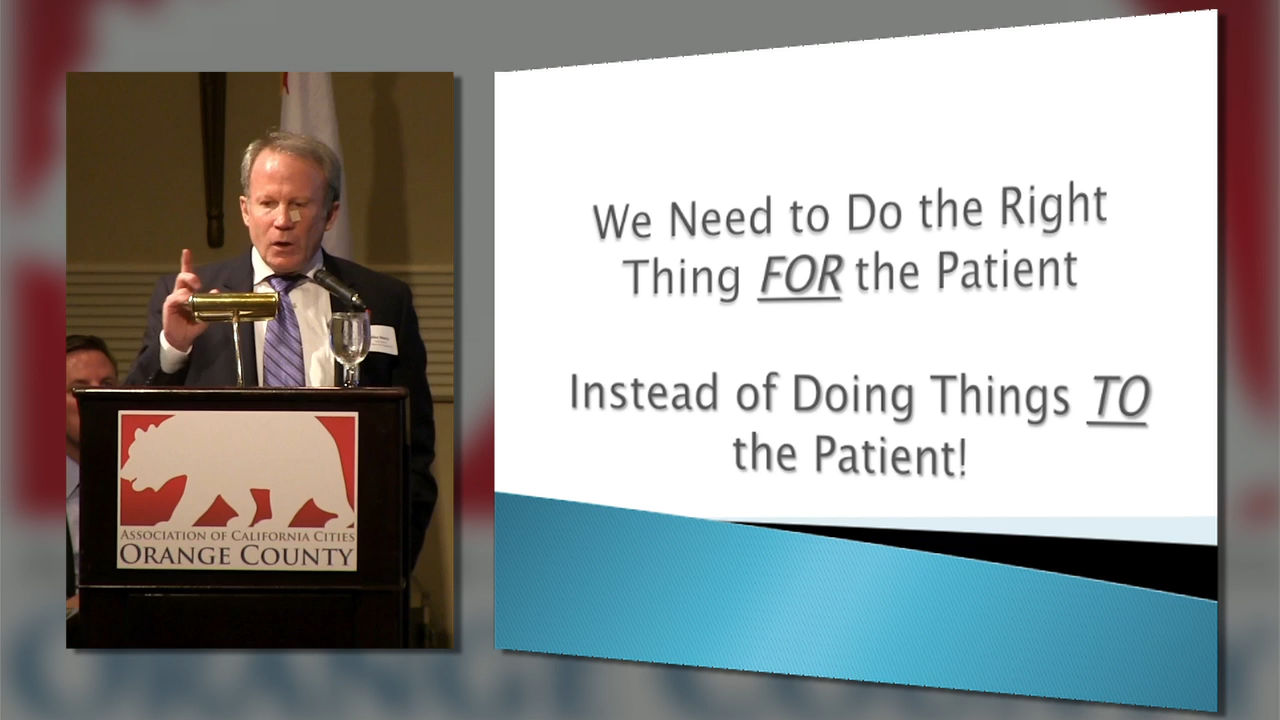 We Need to Do the Right
Thing FOR the Patient
Instead of Doing Things TO
the Patient!
ASSOCIATION OF CALIFORNIA CITIES
ORANGE COUNTY